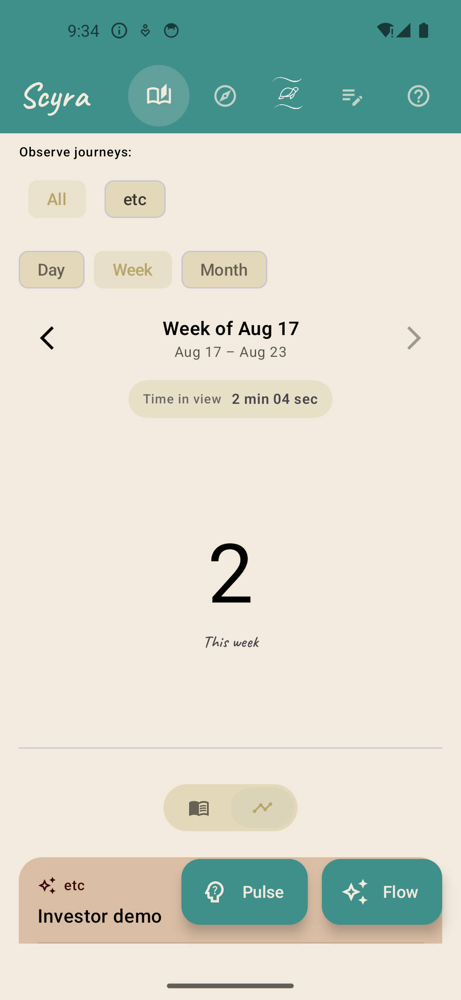 9:34
Scyra
Observe journeys:
All etc
Day Week Month
Week of Aug 17
Aug 17 – Aug 23
Time in view 2 min 04 sec
2
This week
etc
Investor demo
Pulse
Flow